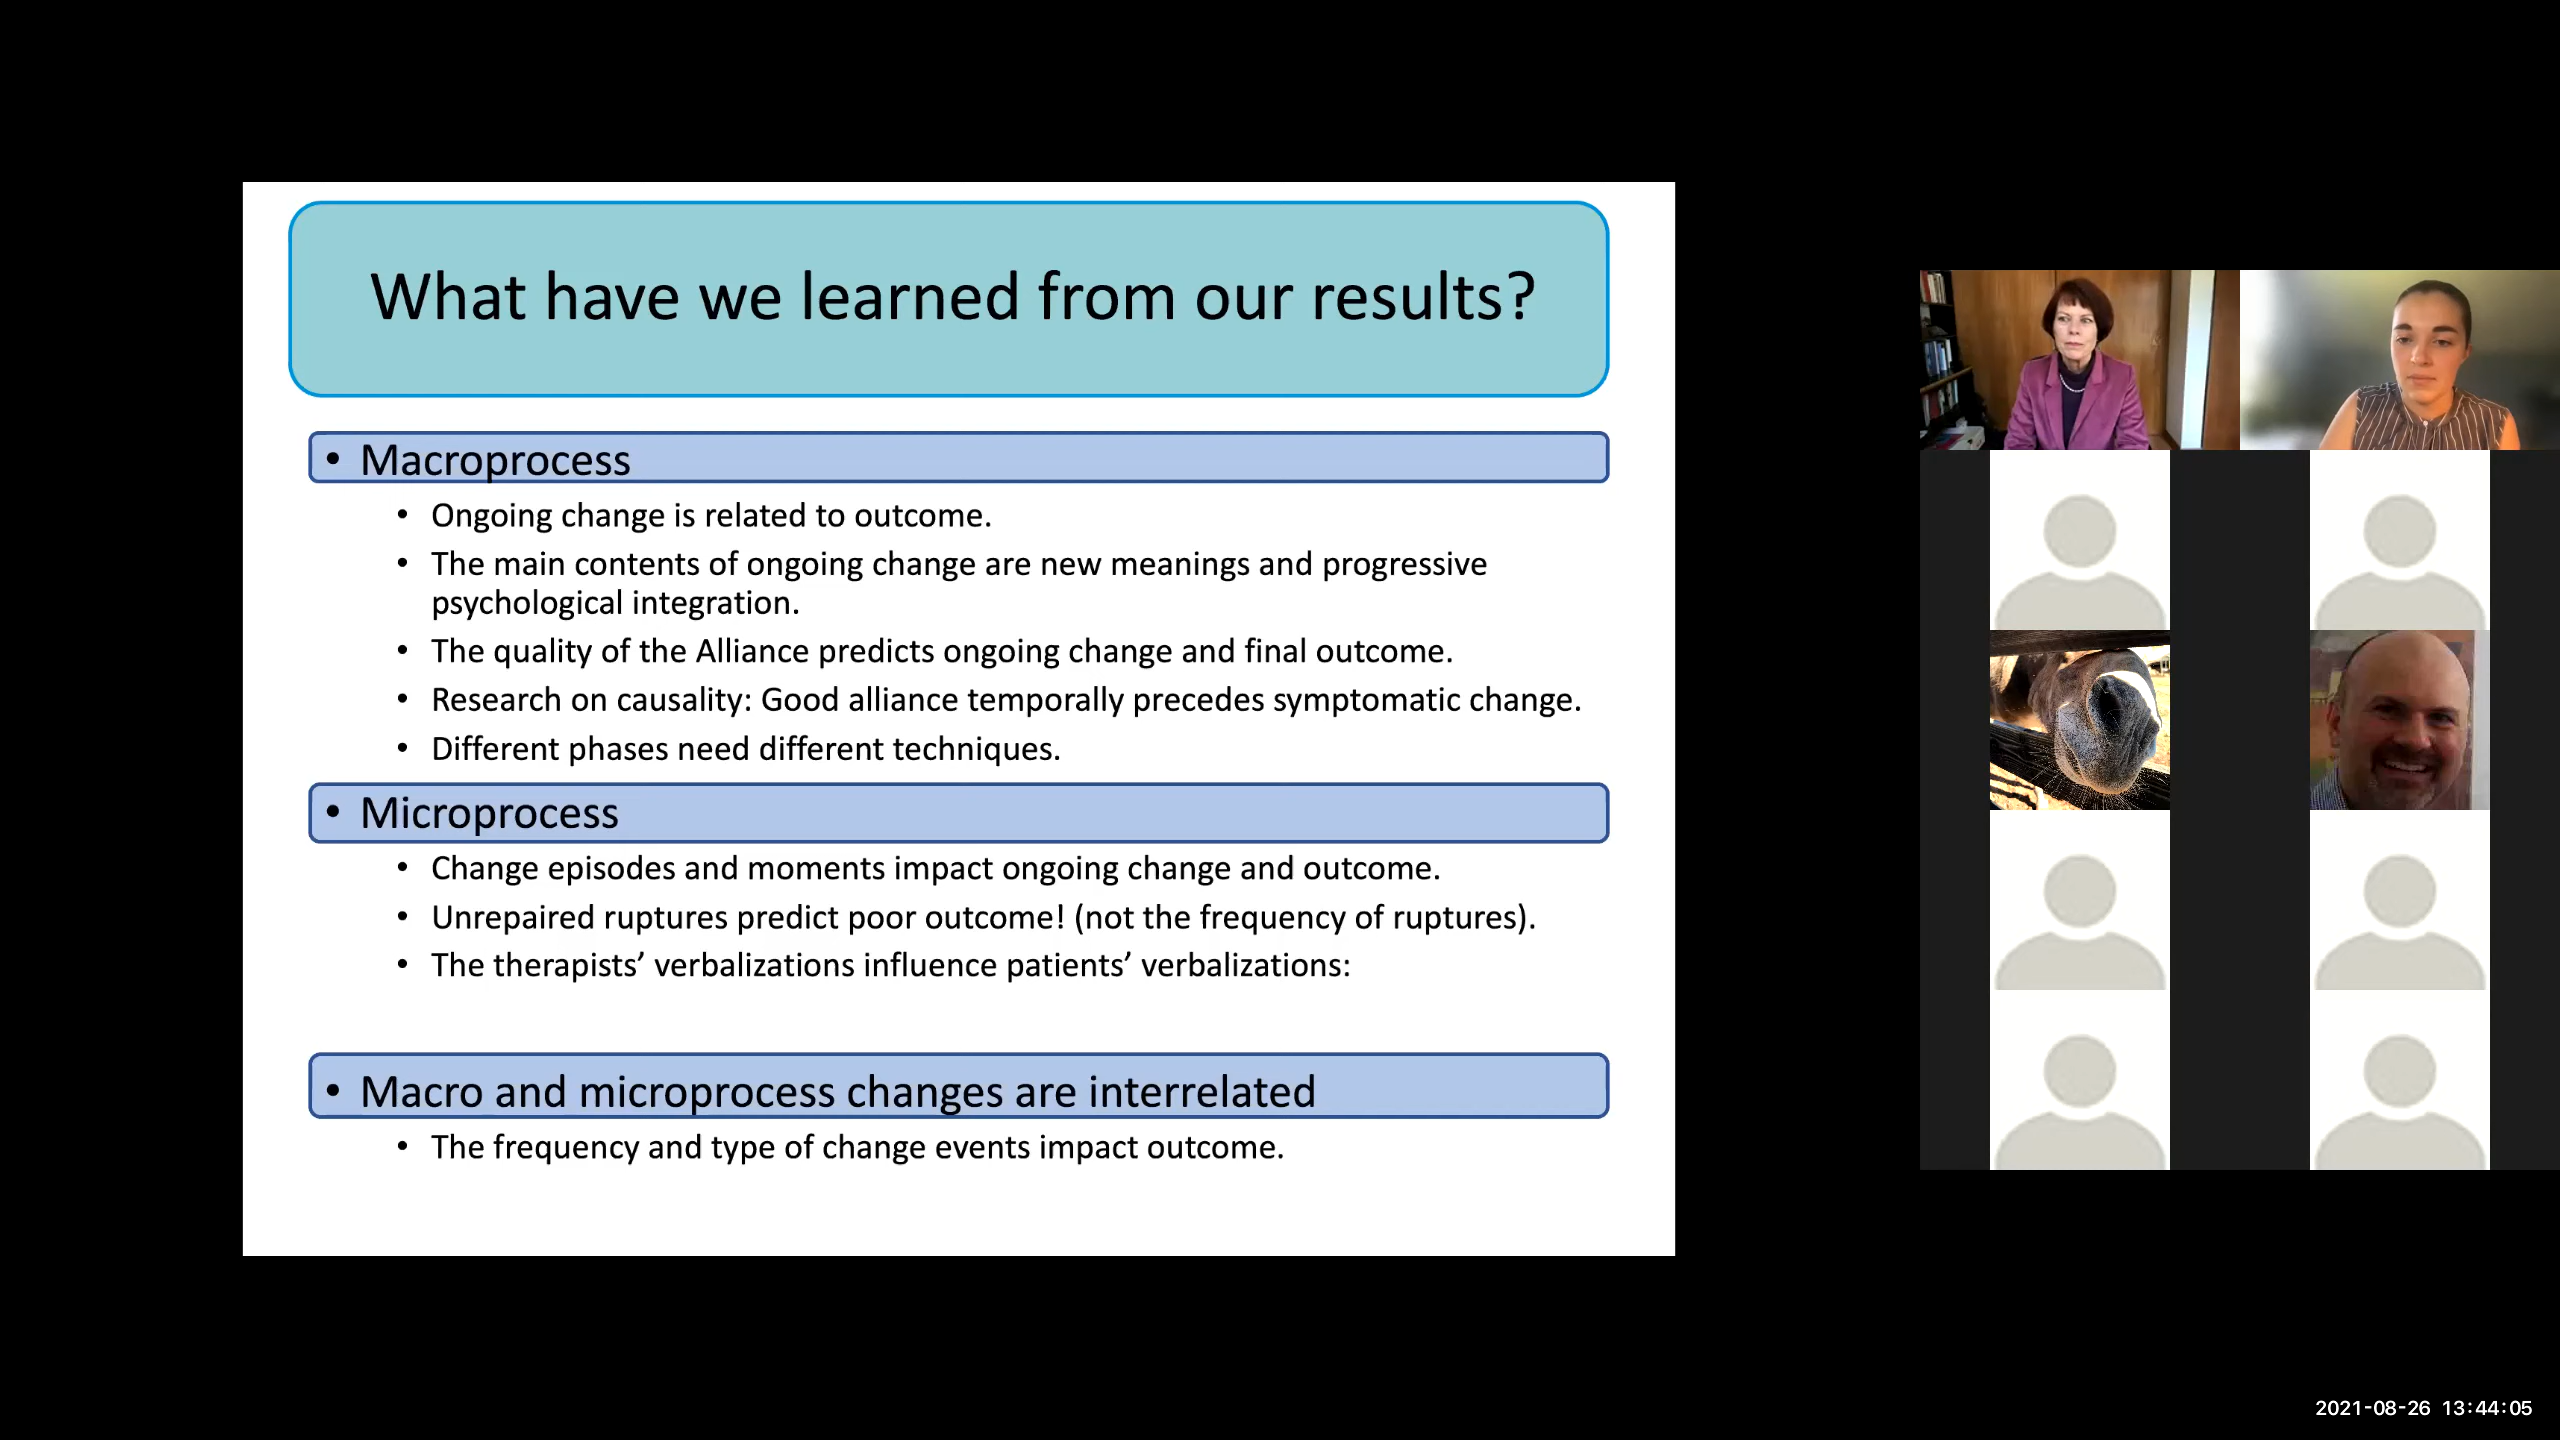 What have we learned from our results?
• Macroprocess
• Ongoing change is related to outcome.
• The main contents of ongoing change are new meanings and progressive
psychological integration.
• The quality of the Alliance predicts ongoing change and final outcome.
• Research on causality: Good alliance temporally precedes symptomatic change.
• Different phases need different techniques.
• Microprocess
• Change episodes and moments impact ongoing change and outcome.
• Unrepaired ruptures predict poor outcome! (not the frequency of ruptures).
• The therapists’ verbalizations influence patients’ verbalizations:
• Macro and microprocess changes are interrelated
• The frequency and type of change events impact outcome.
2021-08-26 13:44:05